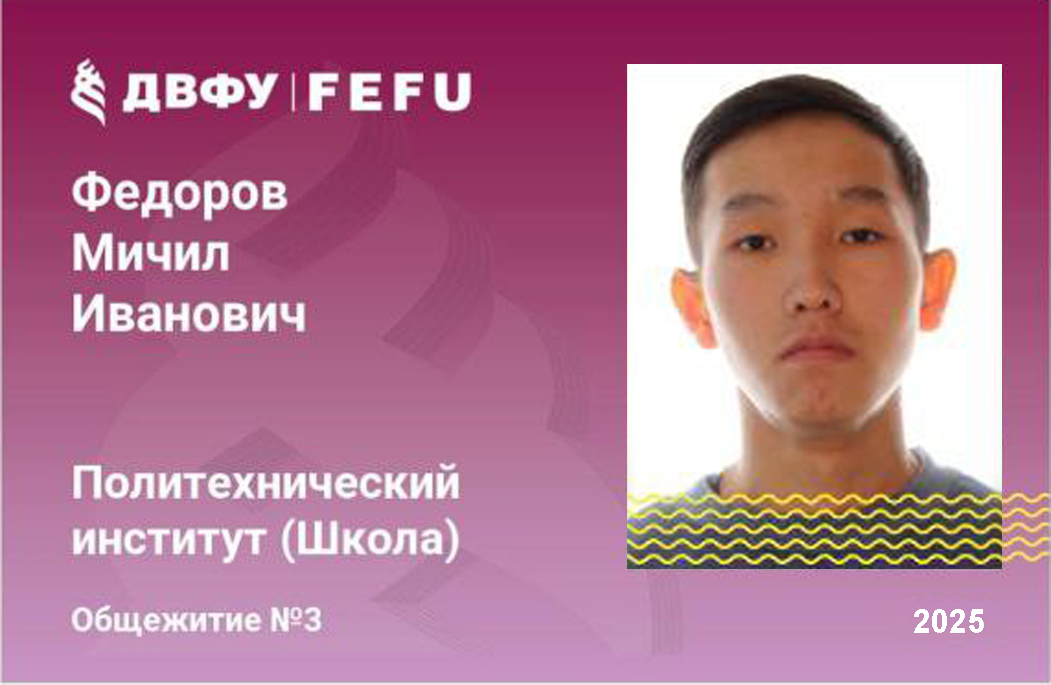 ДВФУ | FEFU
Федоров
Мичил
Иванович
Политехнический
институт (Школа)
Общежитие №3
2025